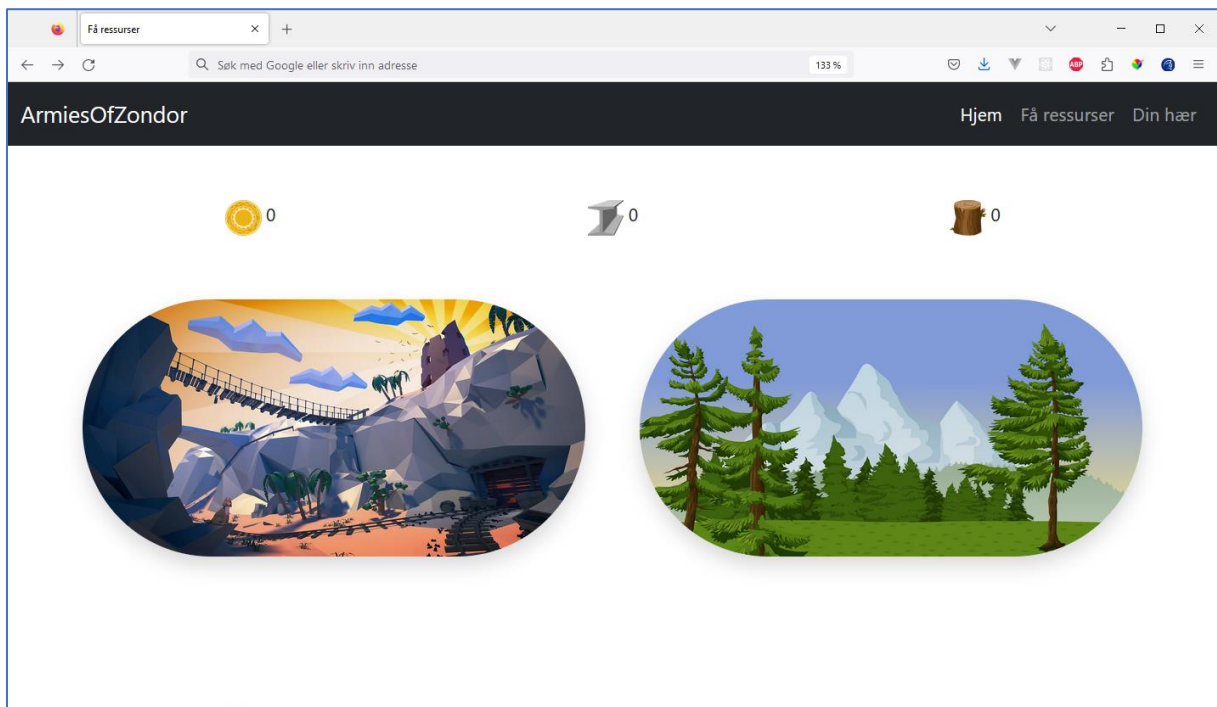 Få ressurser
Søk med Google eller skriv inn adresse
133 %
ABP
ArmiesOfZondor
Hjem Få ressurser Din hær
0 0 0